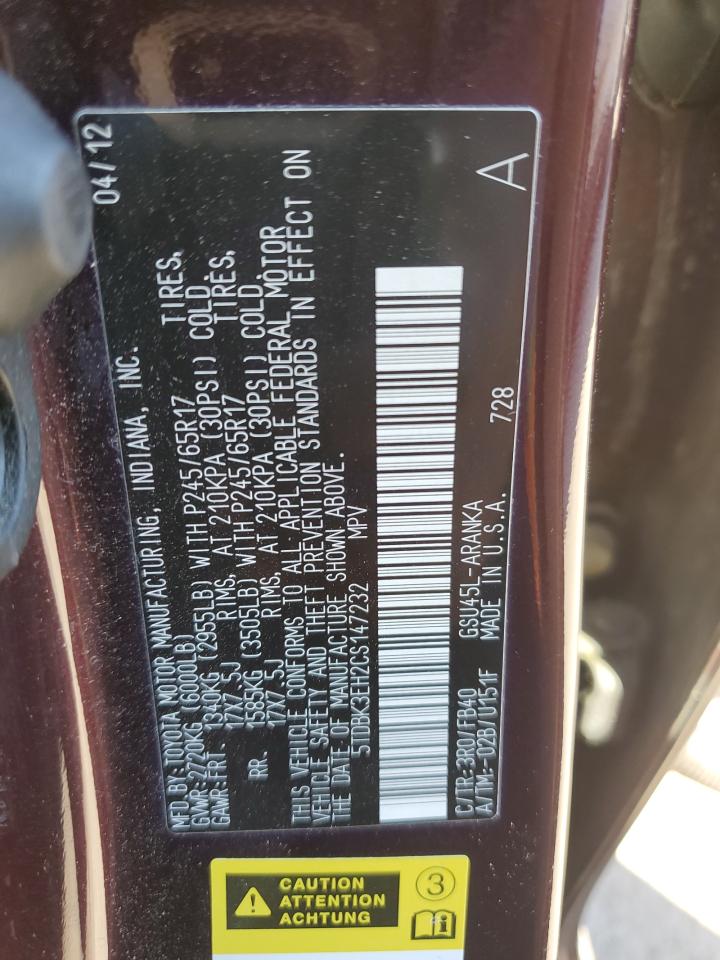 MFD.BY:TOYOTA MOTOR MANUFACTURING, INDIANA, INC. 04/12
GVWR:2720KG (6000LB)
GAWR:FRT. 1340KG (2955LB) WITH P245/65R17 TIRES,
17X7.5J RIMS, AT 210KPA (30PSI) COLD
RR. 1585KG (3505LB) WITH P245/65R17 TIRES,
17X7.5J RIMS, AT 210KPA (30PSI) COLD
THIS VEHICLE CONFORMS TO ALL APPLICABLE FEDERAL MOTOR
VEHICLE SAFETY AND THEFT PREVENTION STANDARDS IN EFFECT ON
THE DATE OF MANUFACTURE SHOWN ABOVE.
5TDBK3EH2CS147232 MPV
C/TR:3R0/FB40 GSU45L-ARANKA 728 A
A/TM:-02B/U151F MADE IN U.S.A.
CAUTION
ATTENTION
ACHTUNG
3